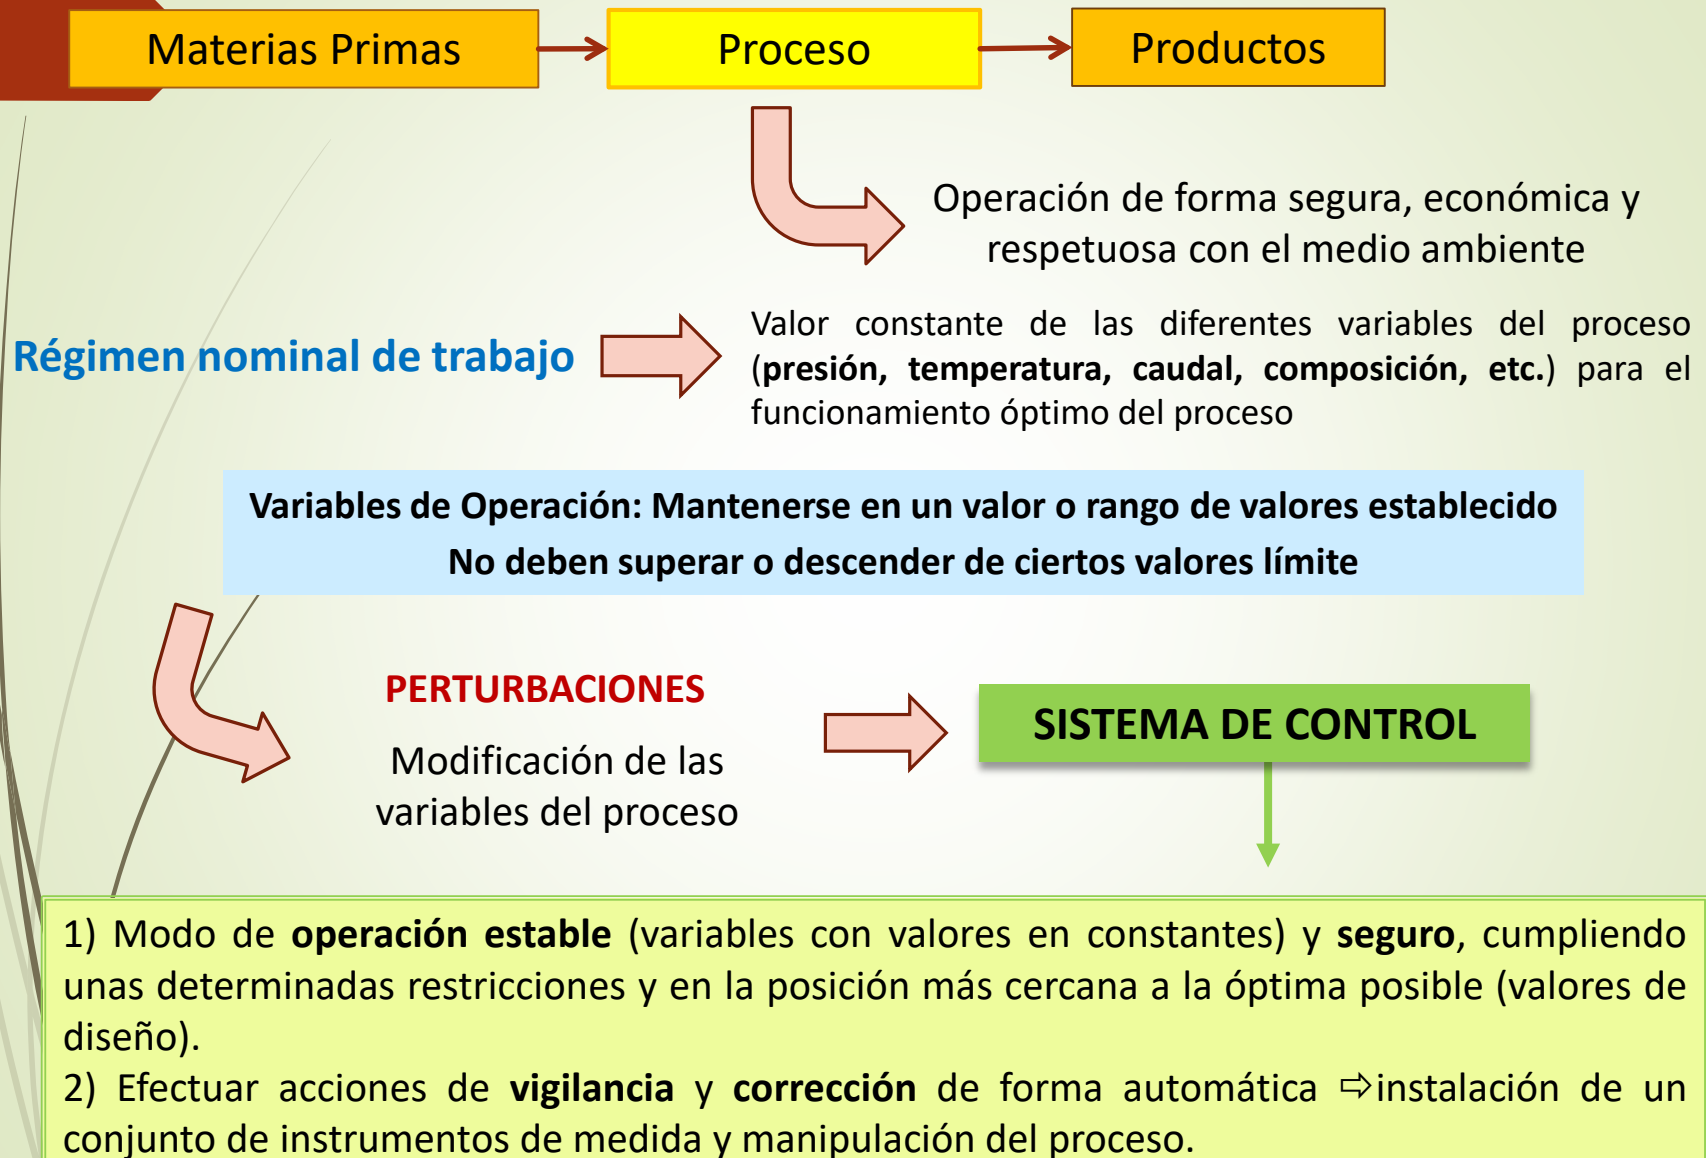 Materias Primas
Proceso
Productos
Operación de forma segura, económica y
respetuosa con el medio ambiente
Régimen nominal de trabajo
Valor constante de las diferentes variables del proceso
(presión, temperatura, caudal, composición, etc.) para el
funcionamiento óptimo del proceso
Variables de Operación: Mantenerse en un valor o rango de valores establecido
No deben superar o descender de ciertos valores límite
PERTURBACIONES
Modificación de las
variables del proceso
SISTEMA DE CONTROL
1) Modo de operación estable (variables con valores en constantes) y seguro, cumpliendo
unas determinadas restricciones y en la posición más cercana a la óptima posible (valores de
diseño).
2) Efectuar acciones de vigilancia y corrección de forma automática ⇨instalación de un
conjunto de instrumentos de medida y manipulación del proceso.